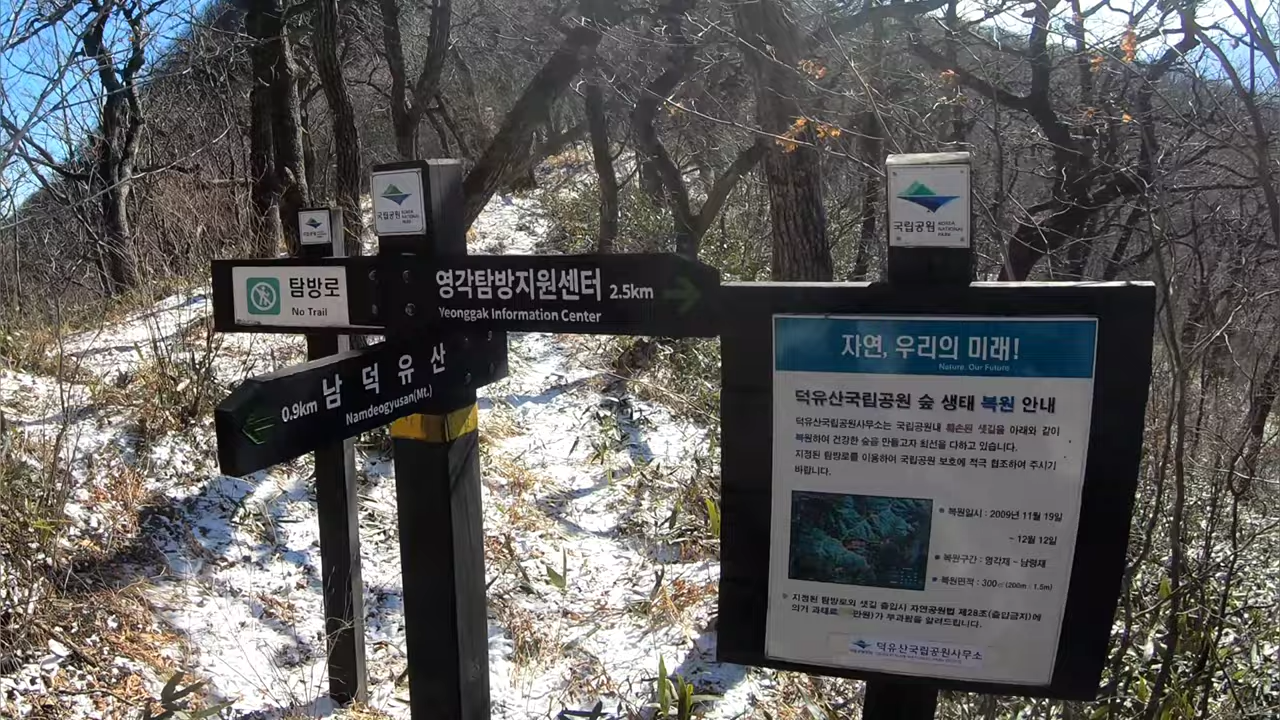 국립공원
KOREA NATIONAL PARK
탐방로
No Trail
영각탐방지원센터 2.5km
Yeonggak Information Center
0.9km 남덕유산
Namdeogyusan(Mt.)
국립공원
KOREA NATIONAL PARK
자연, 우리의 미래!
Nature, Our Future
덕유산국립공원 숲 생태 복원 안내
덕유산국립공원사무소는 국립공원내 훼손된 샛길을 아래와 같이
복원하여 건강한 숲을 만들고자 최선을 다하고 있습니다.
지정된 탐방로를 이용하여 국립공원 보호에 적극 협조하여 주시기
바랍니다.
복원일시 : 2009년 11월 19일
~ 12월 12일
복원구간 : 영각재 ~ 남령재
복원면적 : 300㎡ (200m × 1.5m)
※ 지정된 탐방로외 샛길 출입시 자연공원법 제28조(출입금지)에
의거 과태료 만원)가 부과됨을 알려드립니다.
덕유산국립공원사무소